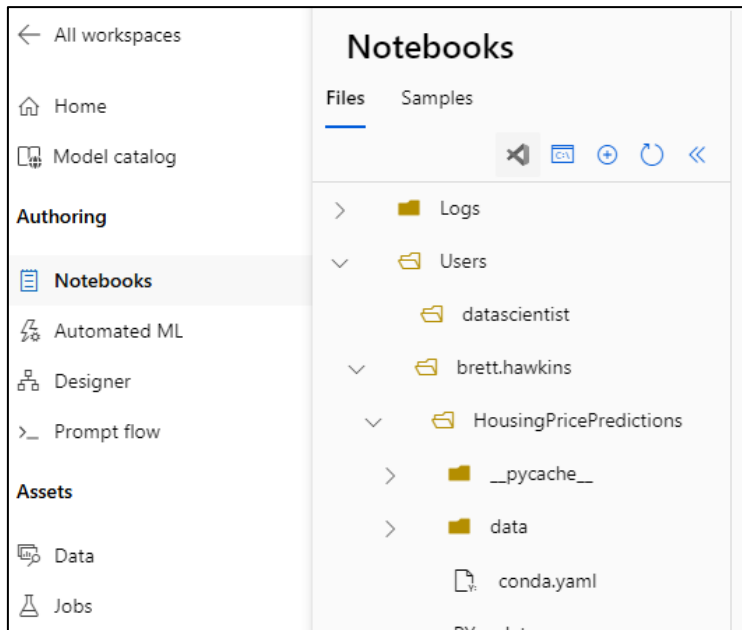 All workspaces
Home
Model catalog
Authoring
Notebooks
Automated ML
Designer
Prompt flow
Assets
Data
Jobs
Notebooks
Files Samples
Logs
Users
datascientist
brett.hawkins
HousingPricePredictions
__pycache__
data
conda.yaml